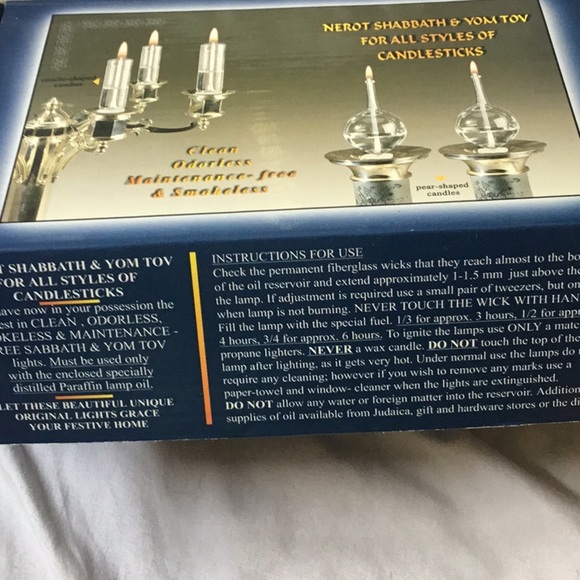 NEROT SHABBATH & YOM TOV
FOR ALL STYLES OF
CANDLESTICKS
candles
Clean
Odorless
Maintenance- free
& Smokeless
pear-shaped
candles
T SHABBATH & YOM TOV
FOR ALL STYLES OF
CANDLESTICKS
have now in your possession the
est in CLEAN , ODORLESS,
OKELESS & MAINTENANCE -
REE SABBATH & YOM TOV
lights. Must be used only
with the enclosed specially
distilled Paraffin lamp oil.
LET THESE BEAUTIFUL UNIQUE
ORIGINAL LIGHTS GRACE
YOUR FESTIVE HOME
INSTRUCTIONS FOR USE
Check the permanent fiberglass wicks that they reach almost to the bo
of the oil reservoir and extend approximately 1-1.5 mm just above the
the lamp. If adjustment is required use a small pair of tweezers, but on
when lamp is not burning. NEVER TOUCH THE WICK WITH HAN
Fill the lamp with the special fuel. 1/3 for approx. 3 hours, 1/2 for appr
4 hours, 3/4 for approx. 6 hours. To ignite the lamps use ONLY a mate
propane lighters. NEVER a wax candle. DO NOT touch the top of the
lamp after lighting, as it gets very hot. Under normal use the lamps do n
require any cleaning; however if you wish to remove any marks use a
paper-towel and window- cleaner when the lights are extinguished.
DO NOT allow any water or foreign matter into the reservoir. Addition
supplies of oil available from Judaica, gift and hardware stores or the di